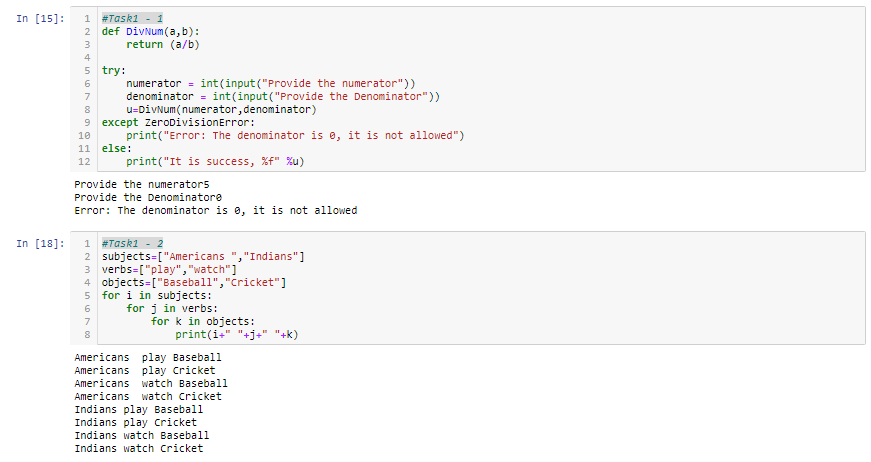 In [15]:
1 #Task1 - 1
2 def DivNum(a,b):
3     return (a/b)
4
5 try:
6     numerator = int(input("Provide the numerator"))
7     denominator = int(input("Provide the Denominator"))
8     u=DivNum(numerator,denominator)
9 except ZeroDivisionError:
10     print("Error: The denominator is 0, it is not allowed")
11 else:
12     print("It is success, %f" %u)
Provide the numerator5
Provide the Denominator0
Error: The denominator is 0, it is not allowed
In [18]:
1 #Task1 - 2
2 subjects=["Americans ","Indians"]
3 verbs=["play","watch"]
4 objects=["Baseball","Cricket"]
5 for i in subjects:
6     for j in verbs:
7         for k in objects:
8             print(i+" "+j+" "+k)
Americans  play Baseball
Americans  play Cricket
Americans  watch Baseball
Americans  watch Cricket
Indians play Baseball
Indians play Cricket
Indians watch Baseball
Indians watch Cricket